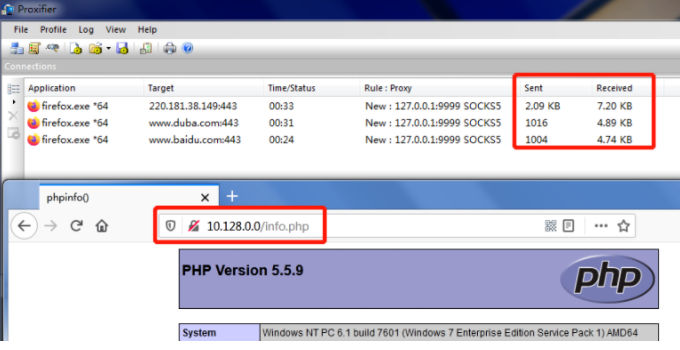 Proxifier
File Profile Log View Help
Connections
Application Target Time/Status Rule : Proxy Sent Received
firefox.exe *64 220.181.38.149:443 00:33 New : 127.0.0.1:9999 SOCKS5 2.09 KB 7.20 KB
firefox.exe *64 www.duba.com:443 00:31 New : 127.0.0.1:9999 SOCKS5 1016 4.89 KB
firefox.exe *64 www.baidu.com:443 00:24 New : 127.0.0.1:9999 SOCKS5 1004 4.74 KB
phpinfo()
10.128.0.0/info.php
PHP Version 5.5.9
php
System Windows NT PC 6.1 build 7601 (Windows 7 Enterprise Edition Service Pack 1) AMD64